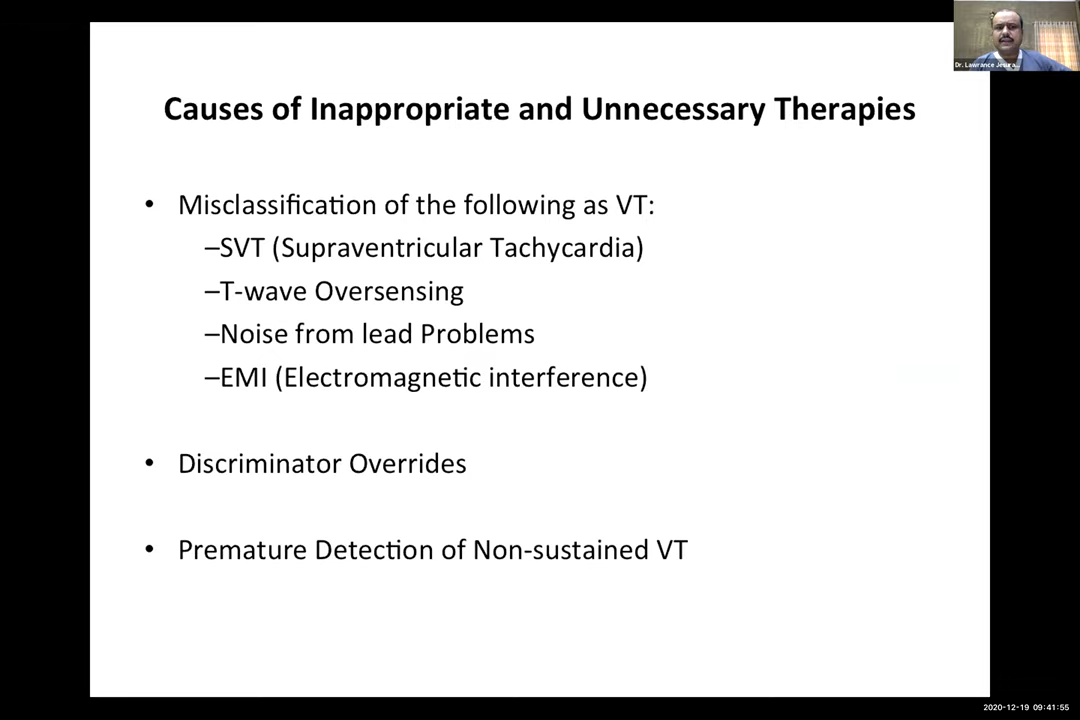 Dr. Lawrance Jesura...
Causes of Inappropriate and Unnecessary Therapies
• Misclassification of the following as VT:
–SVT (Supraventricular Tachycardia)
–T-wave Oversensing
–Noise from lead Problems
–EMI (Electromagnetic interference)
• Discriminator Overrides
• Premature Detection of Non-sustained VT
2020-12-19 09:41:55